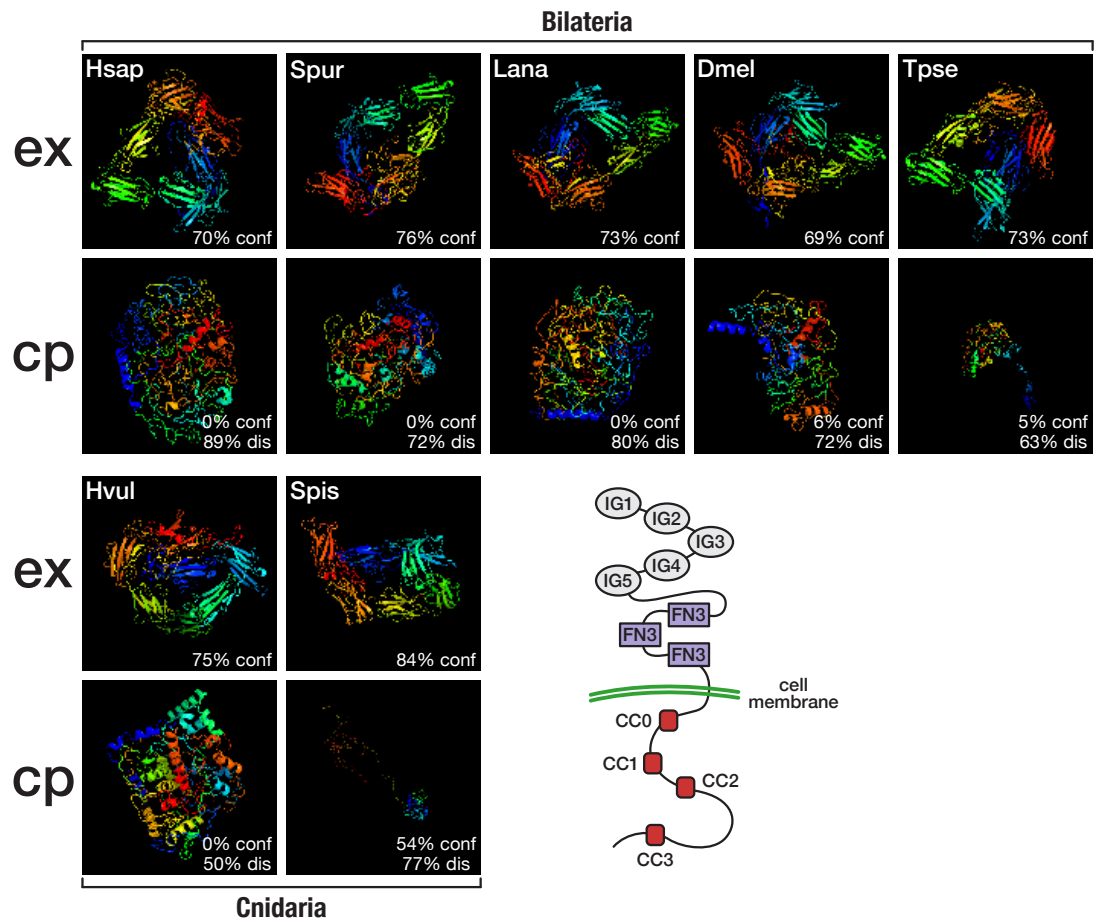 Bilateria
Hsap
Spur
Lana
Dmel
Tpse
ex
70% conf
76% conf
73% conf
69% conf
73% conf
cp
0% conf
89% dis
0% conf
72% dis
0% conf
80% dis
6% conf
72% dis
5% conf
63% dis
Hvul
Spis
ex
75% conf
84% conf
cp
0% conf
50% dis
54% conf
77% dis
Cnidaria
IG1
IG2
IG3
IG4
IG5
FN3
FN3
FN3
cell
membrane
CC0
CC1
CC2
CC3